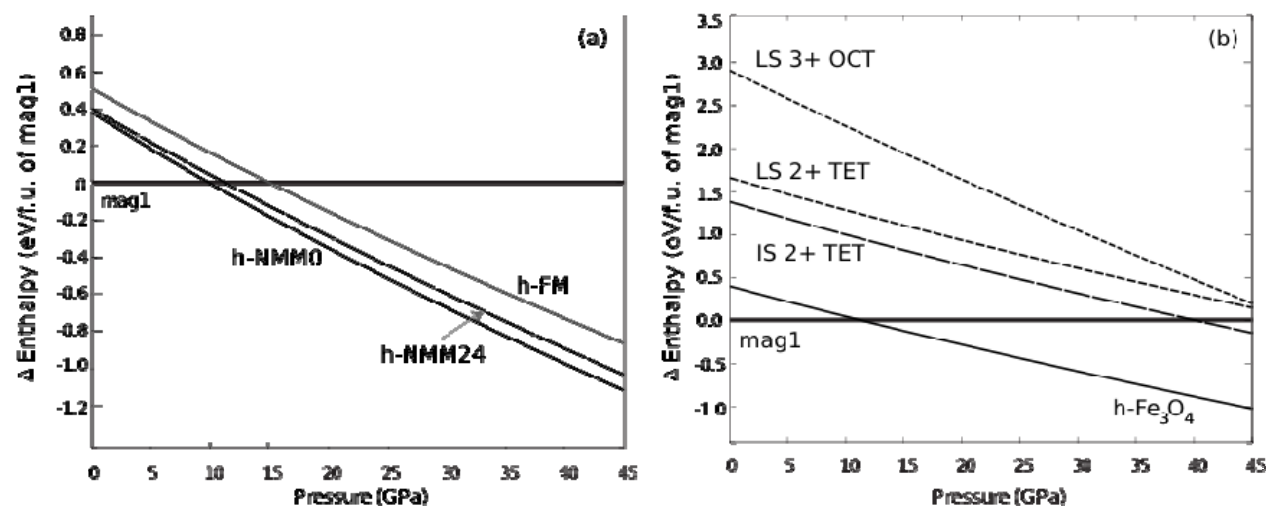 (a)
Δ Enthalpy (eV/f.u. of mag1)
0.8
0.6
0.4
0.2
0
-0.2
-0.4
-0.6
-0.8
-1.0
-1.2
mag1
h-NMM0
h-FM
h-NMM24
0 5 10 15 20 25 30 35 40 45
Pressure (GPa)
(b)
Δ Enthalpy (eV/f.u. of mag1)
3.5
3.0
2.5
2.0
1.5
1.0
0.5
0.0
-0.5
-1.0
LS 3+ OCT
LS 2+ TET
IS 2+ TET
mag1
h-Fe₃O₄
0 5 10 15 20 25 30 35 40 45
Pressure (GPa)